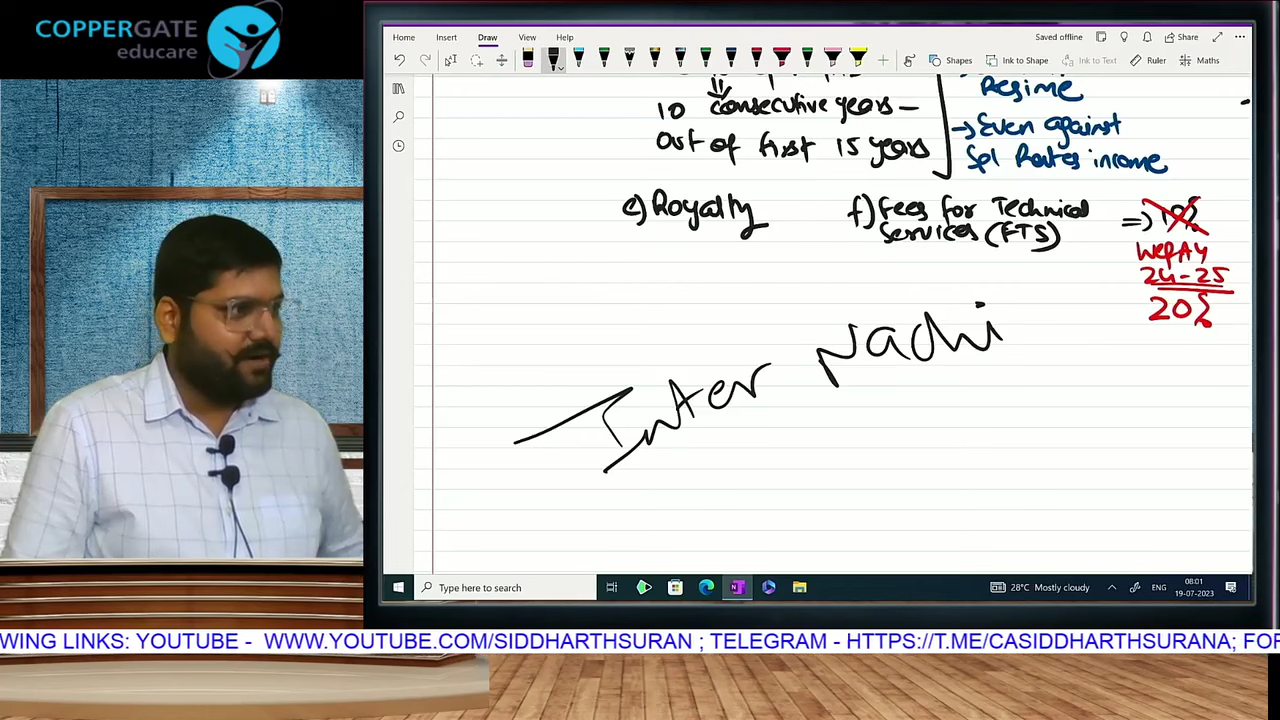 COPPERGATE
educare
Home Insert Draw View Help
Saved offline
Share
Shapes
Ink to Shape
Ink to Text
Ruler
Maths
10 consecutive years –
out of first 15 years
Regime
→ Even against
Spl Rates income
e) Royalty
f) Fees for Technical
Services (FTS)
=> 10%
Wef AY
24-25
20%
Inter Nadhi
Type here to search
28°C Mostly cloudy
ENG
08:01
19-07-2023
WING LINKS: YOUTUBE - WWW.YOUTUBE.COM/SIDDHARTHSURAN ; TELEGRAM - HTTPS://T.ME/CASIDDHARTHSURANA; FOR